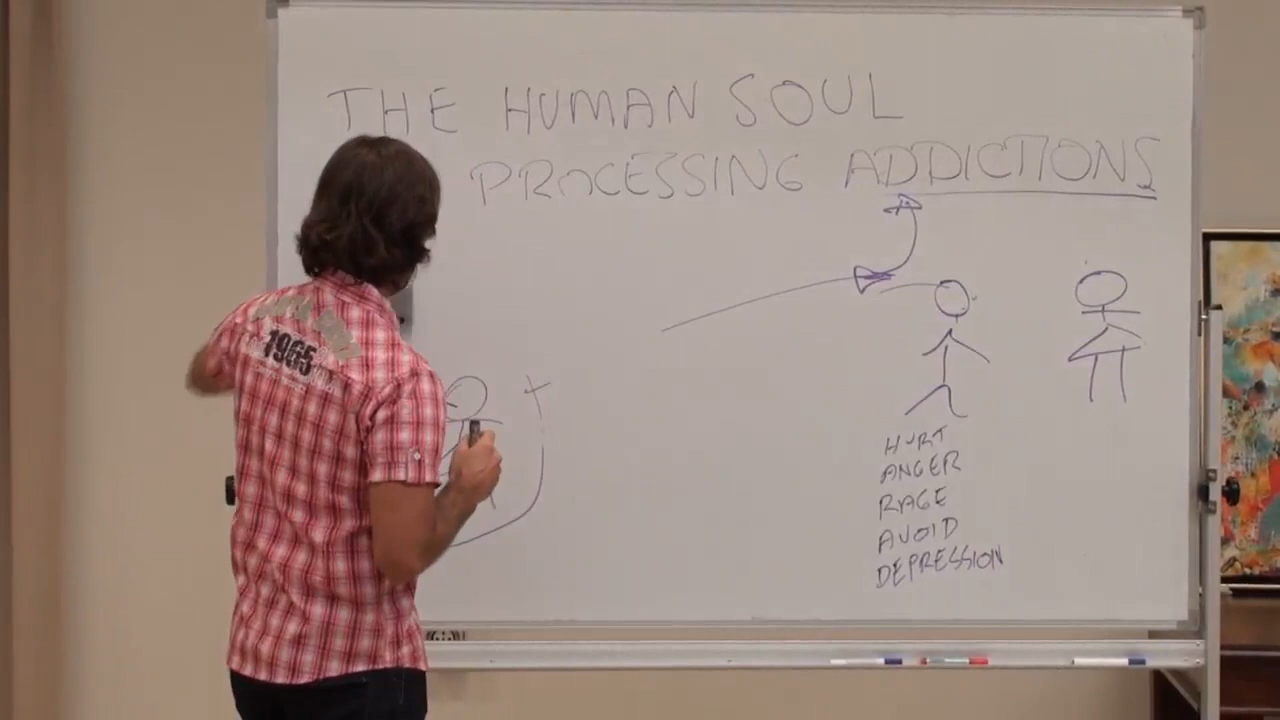 THE HUMAN SOUL
PROCESSING ADDICTIONS
1965
HURT
ANGER
RAGE
AVOID
DEPRESSION